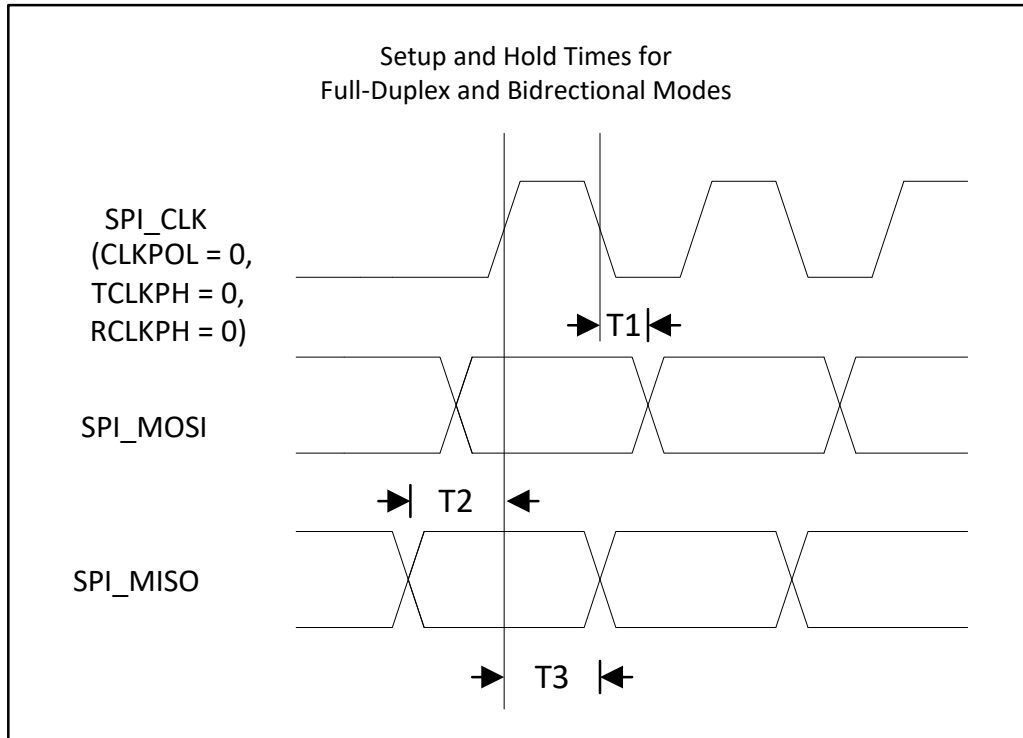 Setup and Hold Times for
Full-Duplex and Bidrectional Modes
SPI_CLK
(CLKPOL = 0,
TCLKPH = 0,
RCLKPH = 0)
T1
SPI_MOSI
T2
SPI_MISO
T3